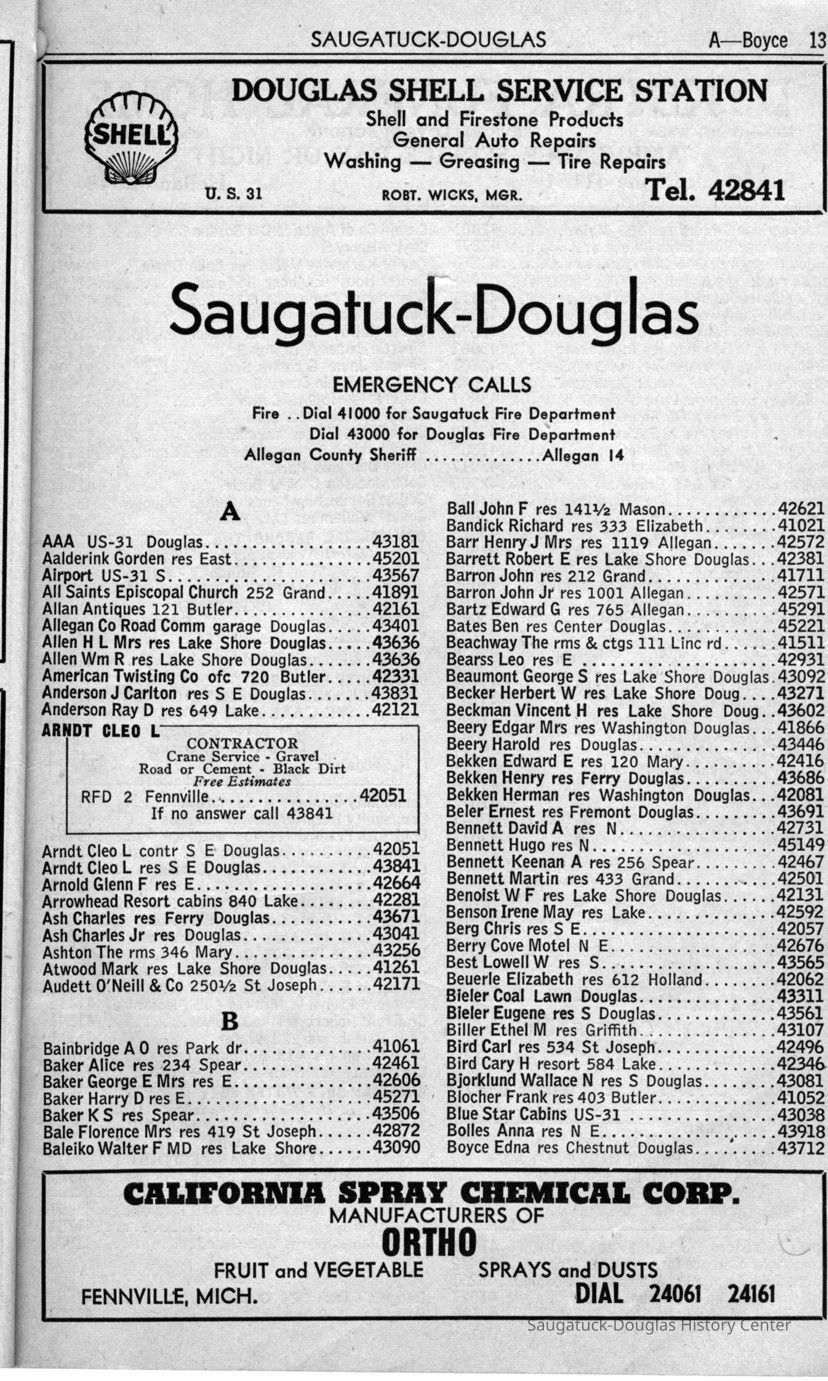 SAUGATUCK-DOUGLAS A—Boyce 13
DOUGLAS SHELL SERVICE STATION
SHELL
Shell and Firestone Products
General Auto Repairs
Washing — Greasing — Tire Repairs
U. S. 31 ROBT. WICKS, MGR. Tel. 42841
Saugatuck-Douglas
EMERGENCY CALLS
Fire ..Dial 41000 for Saugatuck Fire Department
Dial 43000 for Douglas Fire Department
Allegan County Sheriff ..............Allegan 14
A
AAA US-31 Douglas....................43181
Aalderink Gorden res East................45201
Airport US-31 S........................43567
All Saints Episcopal Church 252 Grand.....41891
Allan Antiques 121 Butler................42161
Allegan Co Road Comm garage Douglas.....43401
Allen H L Mrs res Lake Shore Douglas.....43636
Allen Wm R res Lake Shore Douglas.......43636
American Twisting Co ofc 720 Butler.....42331
Anderson J Carlton res S E Douglas.......43831
Anderson Ray D res 649 Lake............42121
ARNDT CLEO L
CONTRACTOR
Crane Service - Gravel
Road or Cement - Black Dirt
Free Estimates
RFD 2 Fennville................42051
If no answer call 43841
Arndt Cleo L contr S E Douglas..........42051
Arndt Cleo L res S E Douglas............43841
Arnold Glenn F res E....................42664
Arrowhead Resort cabins 840 Lake........42281
Ash Charles res Ferry Douglas...........43671
Ash Charles Jr res Douglas..............43041
Ashton The rms 346 Mary................43256
Atwood Mark res Lake Shore Douglas.....41261
Audett O'Neill & Co 250½ St Joseph......42171
B
Bainbridge A O res Park dr..............41061
Baker Alice res 234 Spear...............42461
Baker George E Mrs res E................42606
Baker Harry D res E.....................45271
Baker K S res Spear.....................43506
Bale Florence Mrs res 419 St Joseph......42872
Baleiko Walter F MD res Lake Shore......43090
Ball John F res 141½ Mason............42621
Bandick Richard res 333 Elizabeth........41021
Barr Henry J Mrs res 1119 Allegan.......42572
Barrett Robert E res Lake Shore Douglas...42381
Barron John res 212 Grand..............41711
Barron John Jr res 1001 Allegan.........42571
Bartz Edward G res 765 Allegan.........45291
Bates Ben res Center Douglas............45221
Beachway The rms & ctgs 111 Linc rd.....41511
Bearss Leo res E .......................42931
Beaumont George S res Lake Shore Douglas.43092
Becker Herbert W res Lake Shore Doug....43271
Beckman Vincent H res Lake Shore Doug..43602
Beery Edgar Mrs res Washington Douglas...41866
Beery Harold res Douglas................43446
Bekken Edward E res 120 Mary..........42416
Bekken Henry res Ferry Douglas..........43686
Bekken Herman res Washington Douglas...42081
Beler Ernest res Fremont Douglas.........43691
Bennett David A res N..................42731
Bennett Hugo res N.....................45149
Bennett Keenan A res 256 Spear.........42467
Bennett Martin res 433 Grand............42501
Benoist W F res Lake Shore Douglas......42131
Benson Irene May res Lake..............42592
Berg Chris res S E......................42057
Berry Cove Motel N E..................42676
Best Lowell W res S....................43565
Beuerle Elizabeth res 612 Holland........42062
Bieler Coal Lawn Douglas...............43311
Bieler Eugene res S Douglas.............43561
Biller Ethel M res Griffith................43107
Bird Carl res 534 St Joseph..............42496
Bird Cary H resort 584 Lake.............42346
Bjorklund Wallace N res S Douglas.......43081
Blocher Frank res 403 Butler.............41052
Blue Star Cabins US-31 .................43038
Bolles Anna res N E....................43918
Boyce Edna res Chestnut Douglas.........43712
CALIFORNIA SPRAY CHEMICAL CORP.
MANUFACTURERS OF
ORTHO
FRUIT and VEGETABLE SPRAYS and DUSTS
FENNVILLE, MICH. DIAL 24061 24161
Saugatuck-Douglas History Center